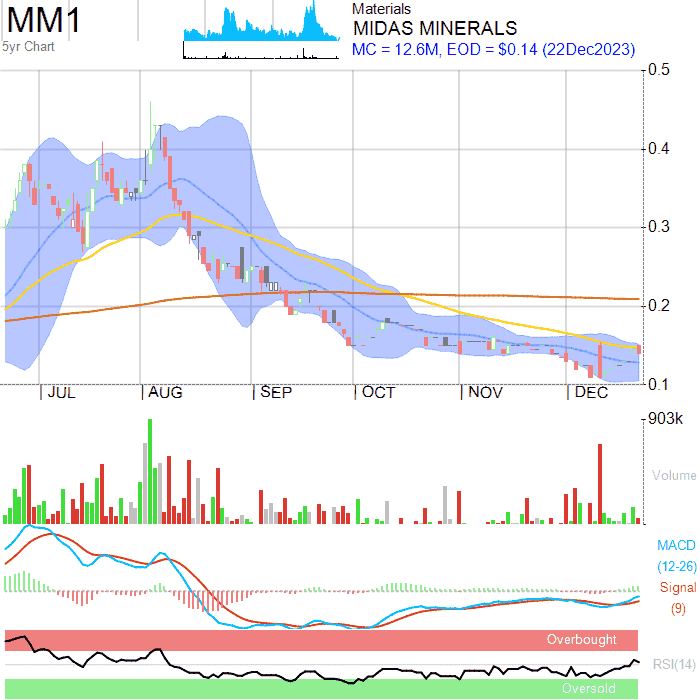 MM1
5yr Chart
Materials
MIDAS MINERALS
MC = 12.6M, EOD = $0.14 (22Dec2023)
0.5
0.4
0.3
0.2
0.1
JUL
AUG
SEP
OCT
NOV
DEC
903k
Volume
MACD
(12-26)
Signal
(9)
Overbought
RSI(14)
Oversold